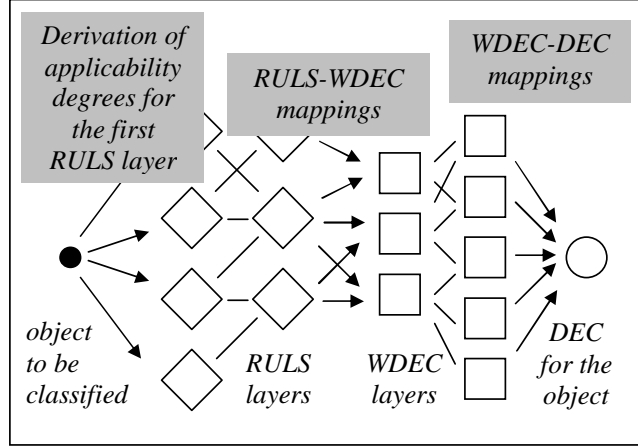 Derivation of
applicability
degrees for
the first
RULS layer
RULS-WDEC
mappings
WDEC-DEC
mappings
object
to be
classified
RULS
layers
WDEC
layers
DEC
for the
object